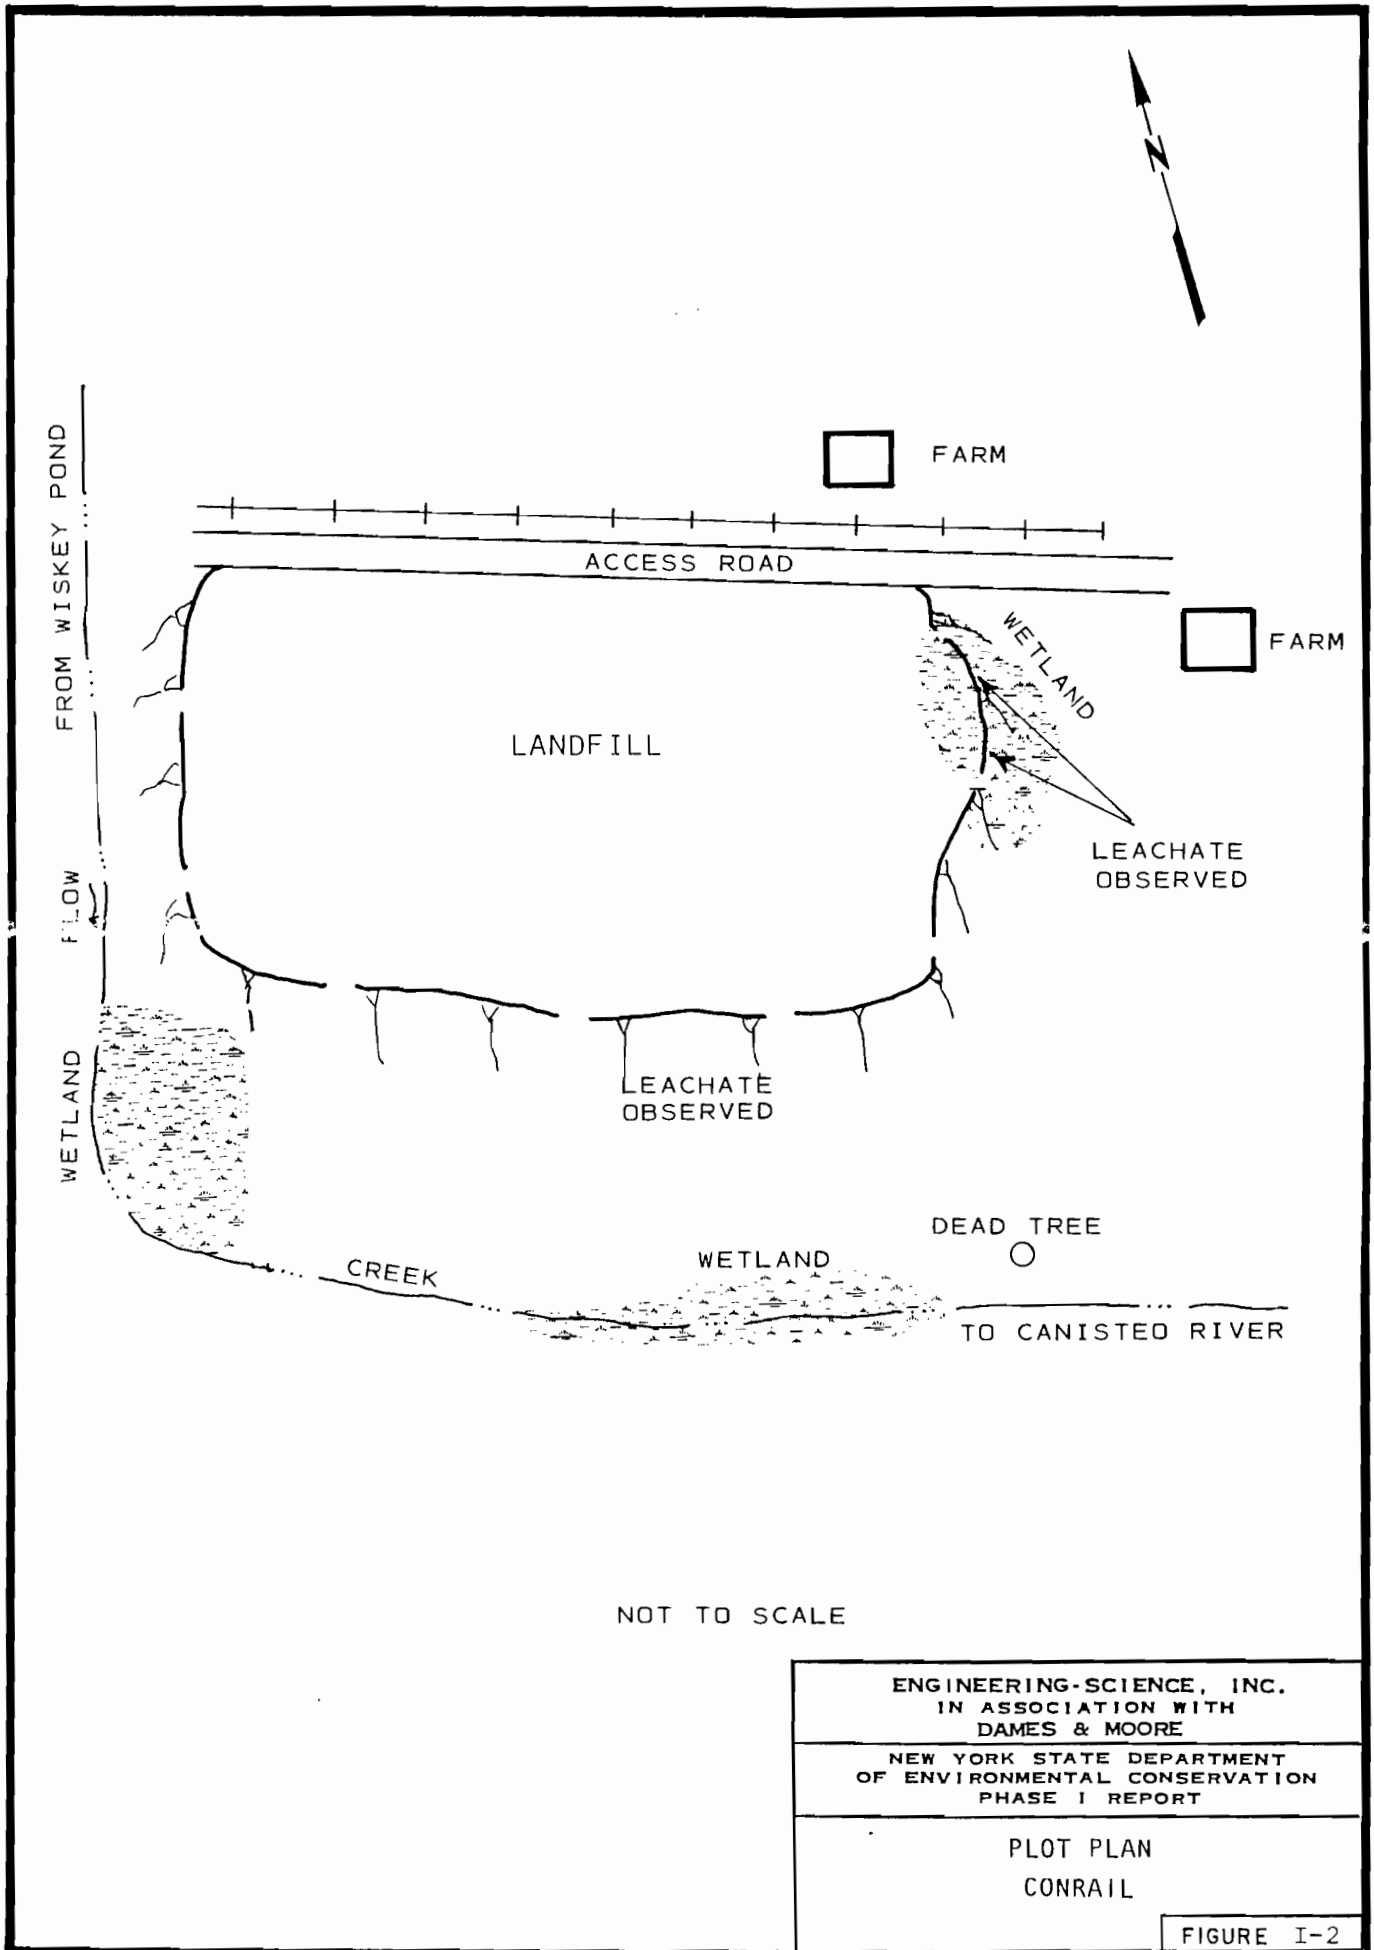 N
FARM
FROM WISKEY POND
ACCESS ROAD
WETLAND
FARM
LANDFILL
LEACHATE
OBSERVED
FLOW
WETLAND
LEACHATE
OBSERVED
DEAD TREE
WETLAND
CREEK
TO CANISTEO RIVER
NOT TO SCALE
ENGINEERING-SCIENCE, INC.
IN ASSOCIATION WITH
DAMES & MOORE
NEW YORK STATE DEPARTMENT
OF ENVIRONMENTAL CONSERVATION
PHASE I REPORT
PLOT PLAN
CONRAIL
FIGURE I-2